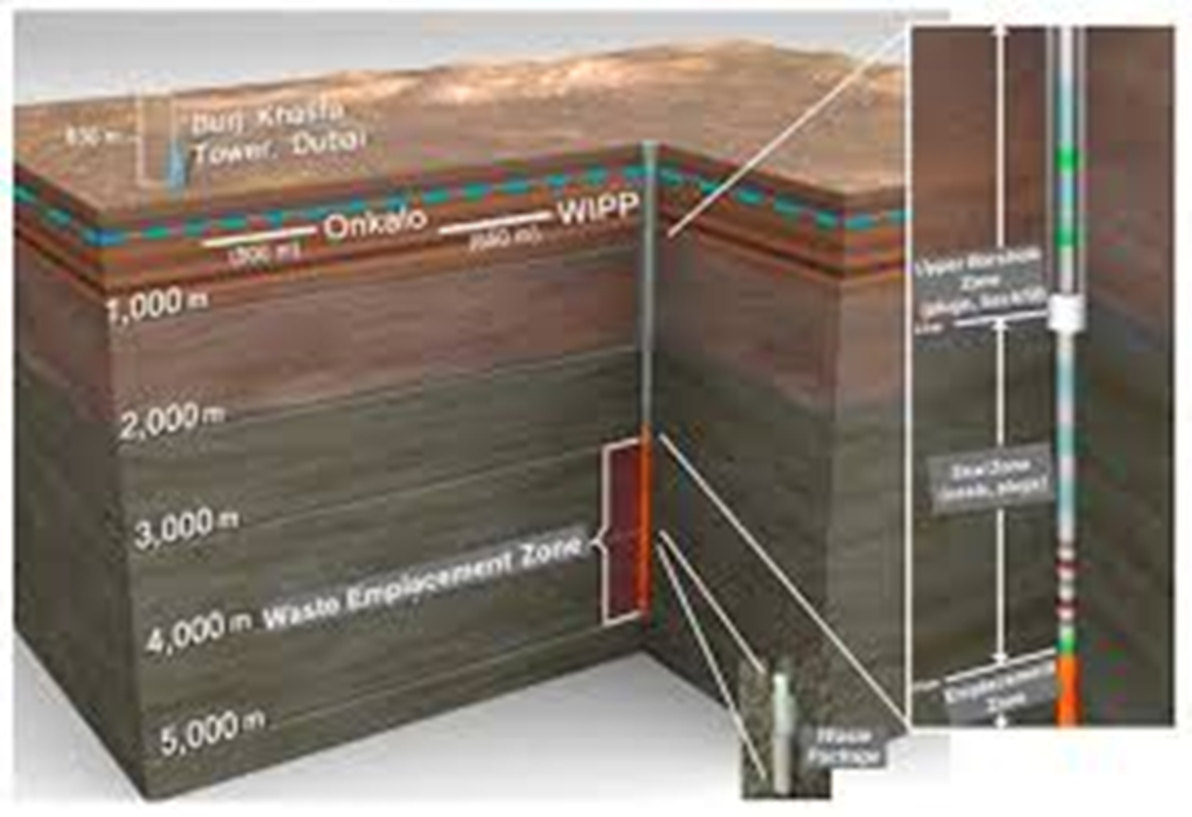 830 m
Burj Khalifa
Tower, Dubai
Onkalo
WIPP
1,000 m
2,000 m
3,000 m
4,000 m
5,000 m
Waste Emplacement Zone
Upper Borehole
Zone
Seal Zone
Emplacement
Zone
Waste
Package